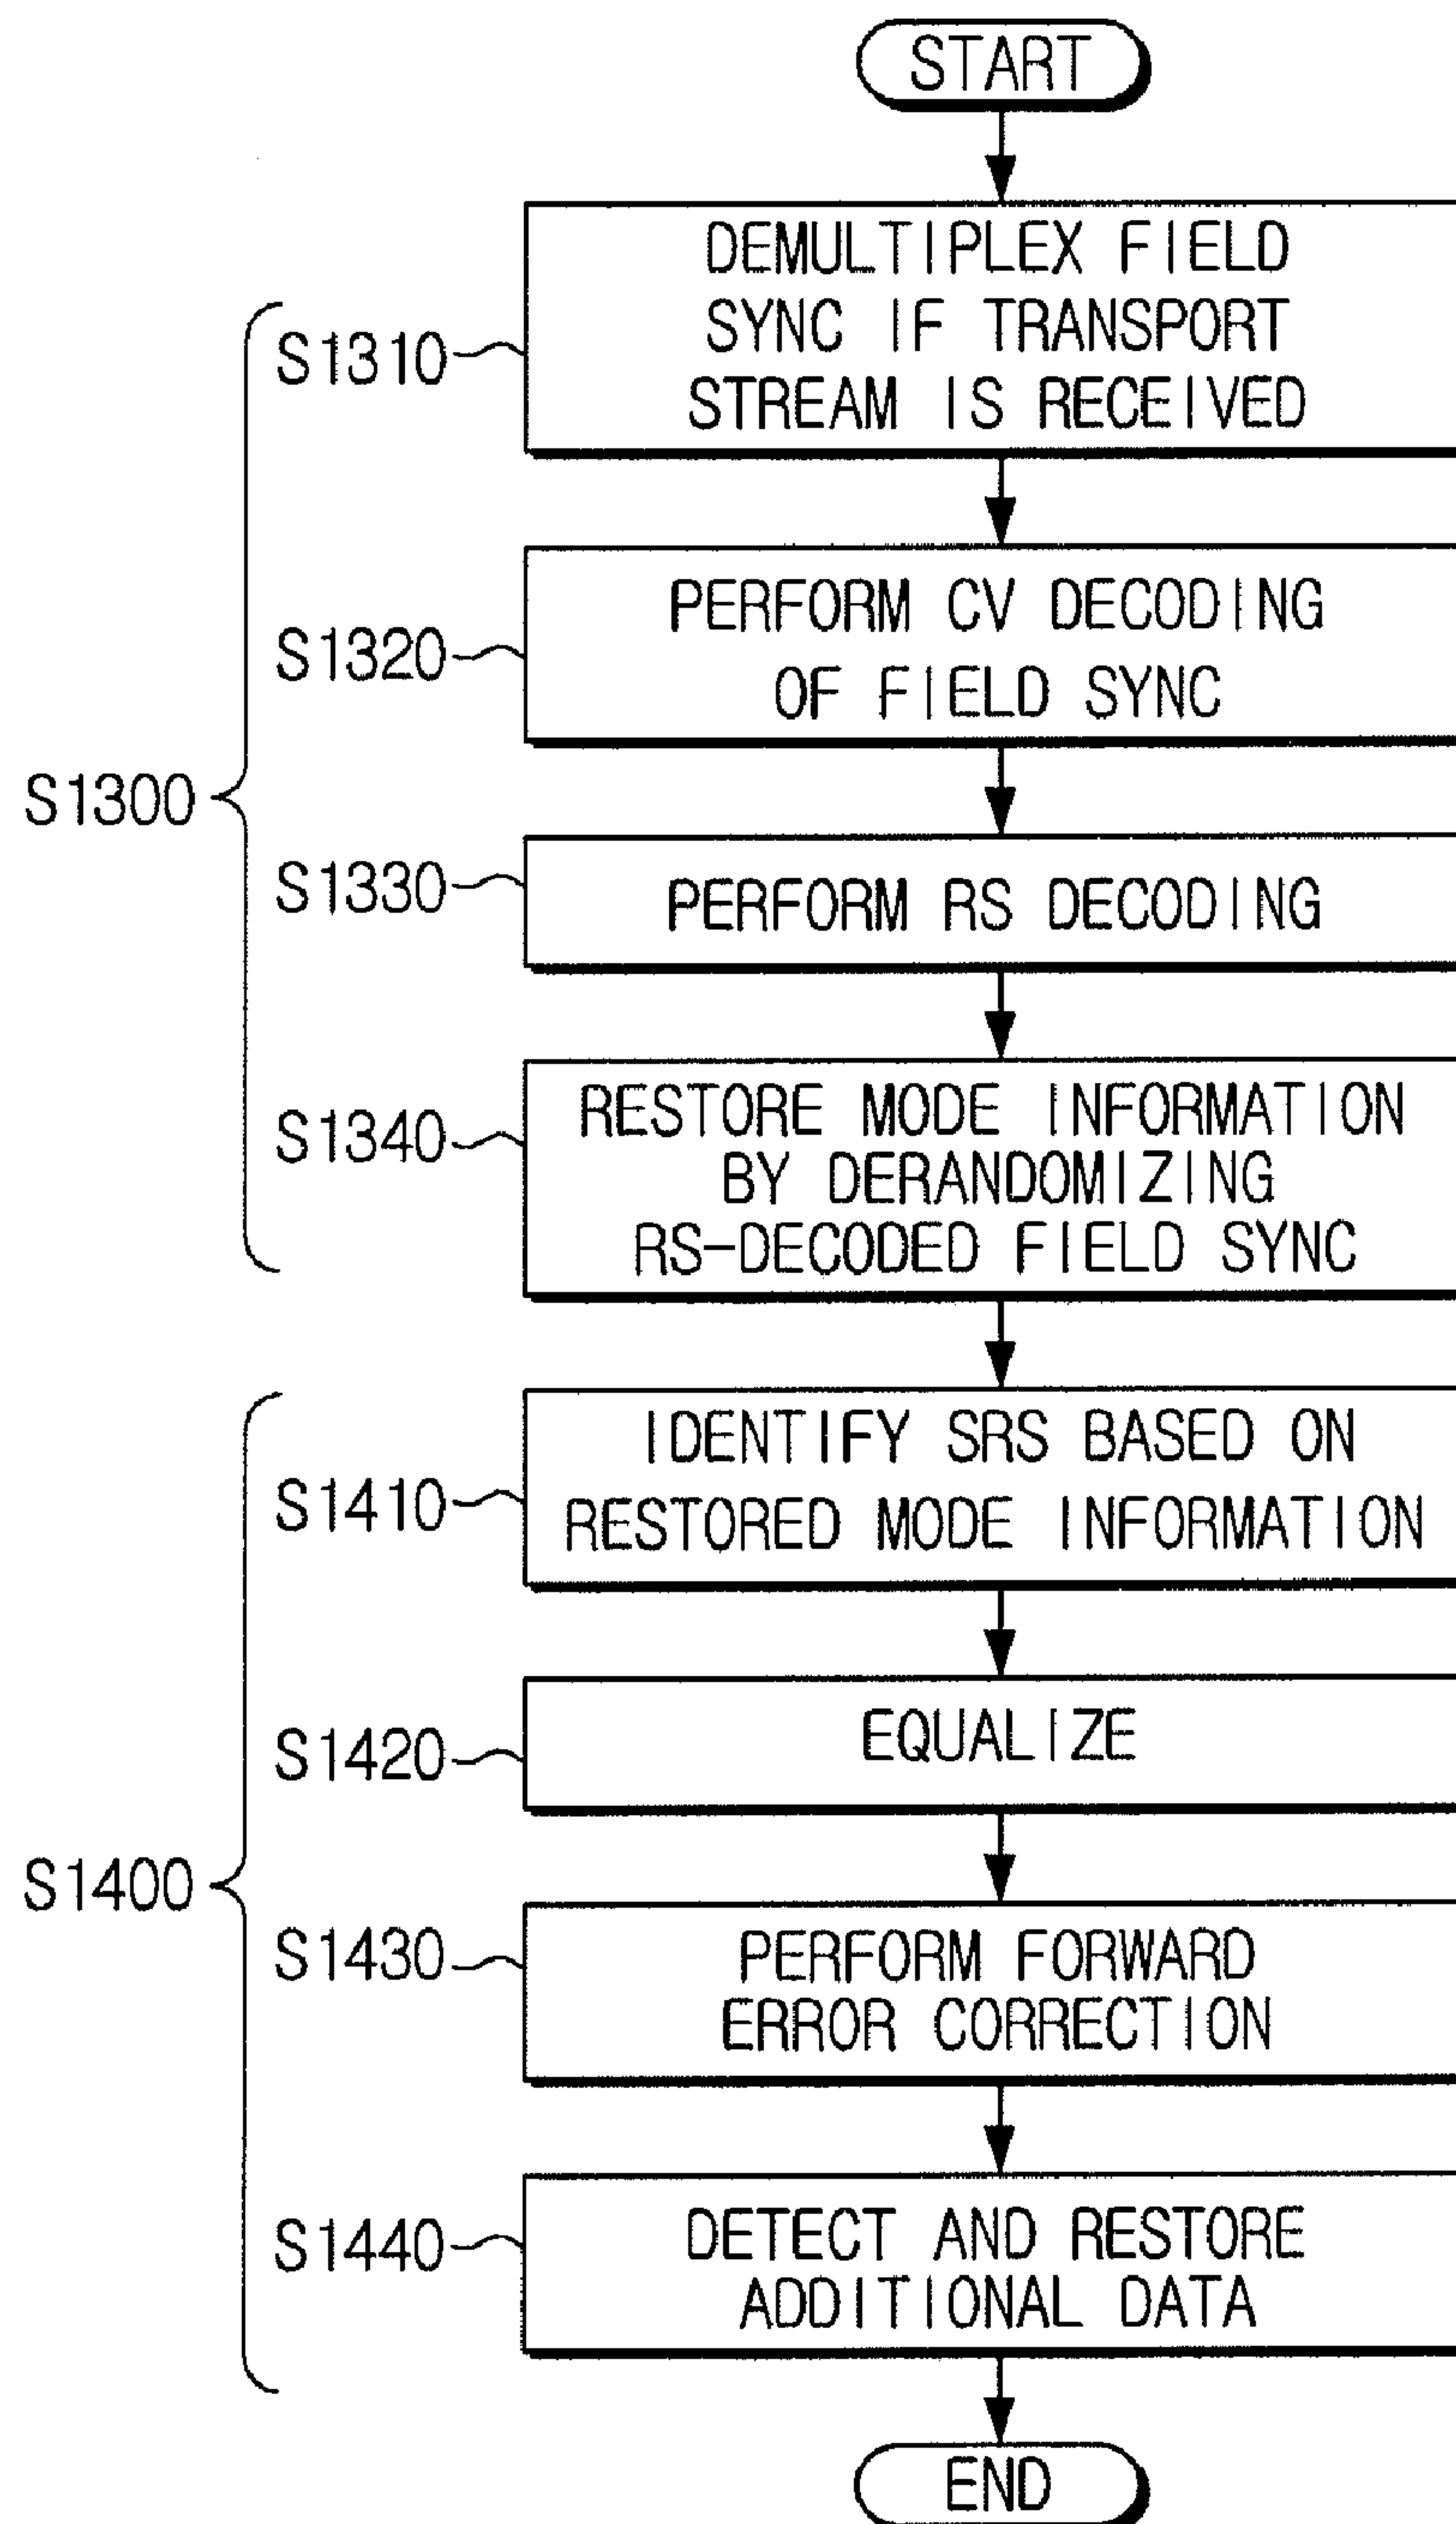 START
DEMULTIPLEX FIELD
SYNC IF TRANSPORT
STREAM IS RECEIVED
S1310
PERFORM CV DECODING
OF FIELD SYNC
S1320
S1300
PERFORM RS DECODING
S1330
RESTORE MODE INFORMATION
BY DERANDOMIZING
RS-DECODED FIELD SYNC
S1340
IDENTIFY SRS BASED ON
RESTORED MODE INFORMATION
S1410
EQUALIZE
S1420
S1400
PERFORM FORWARD
ERROR CORRECTION
S1430
DETECT AND RESTORE
ADDITIONAL DATA
S1440
END